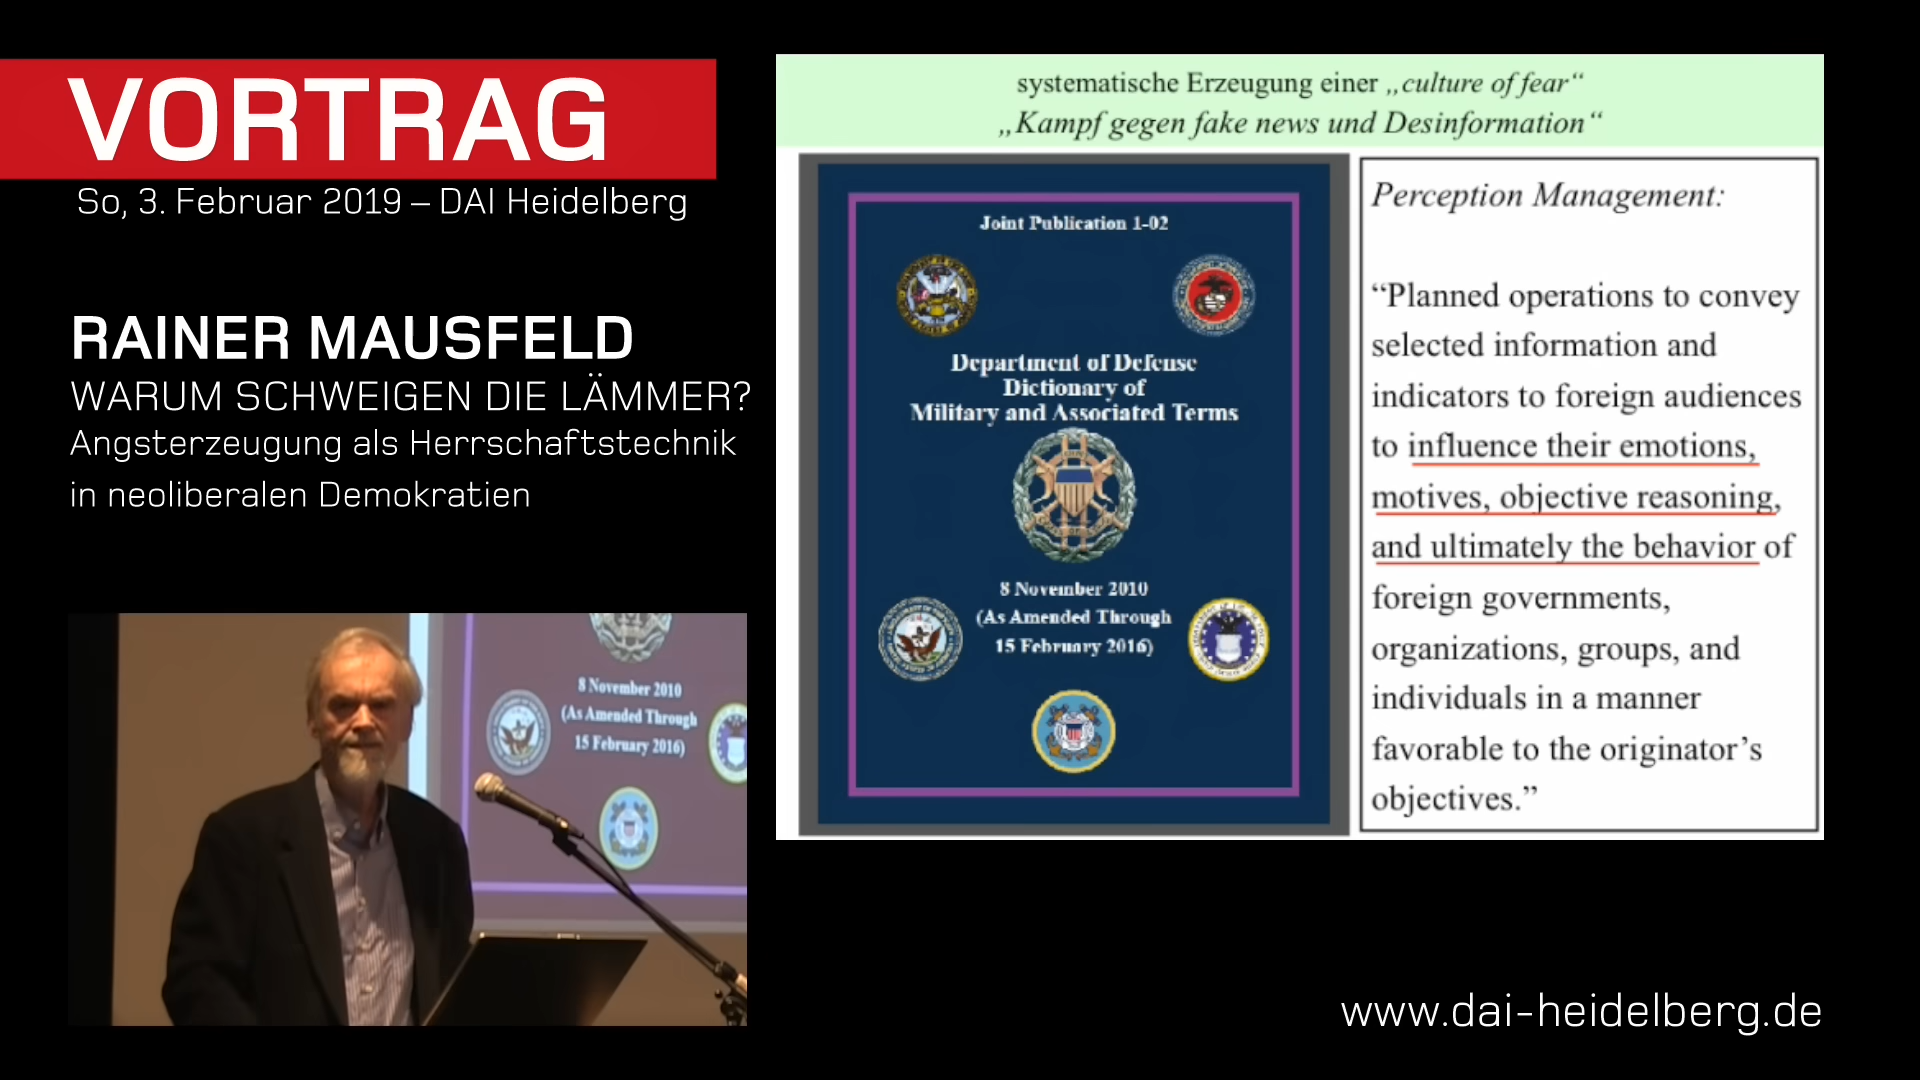 VORTRAG
So, 3. Februar 2019 – DAI Heidelberg
RAINER MAUSFELD
WARUM SCHWEIGEN DIE LÄMMER?
Angsterzeugung als Herrschaftstechnik
in neoliberalen Demokratien
systematische Erzeugung einer „culture of fear“
„Kampf gegen fake news und Desinformation“
Joint Publication 1-02
Department of Defense
Dictionary of
Military and Associated Terms
8 November 2010
(As Amended Through
15 February 2016)
Perception Management:
“Planned operations to convey
selected information and
indicators to foreign audiences
to influence their emotions,
motives, objective reasoning,
and ultimately the behavior of
foreign governments,
organizations, groups, and
individuals in a manner
favorable to the originator’s
objectives.”
8 November 2010
(As Amended Through
15 February 2016)
www.dai-heidelberg.de